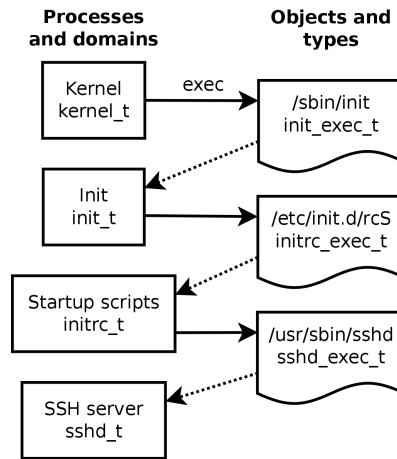 Processes
and domains
Objects and
types
Kernel
kernel_t
exec
/sbin/init
init_exec_t
Init
init_t
/etc/init.d/rcS
initrc_exec_t
Startup scripts
initrc_t
/usr/sbin/sshd
sshd_exec_t
SSH server
sshd_t